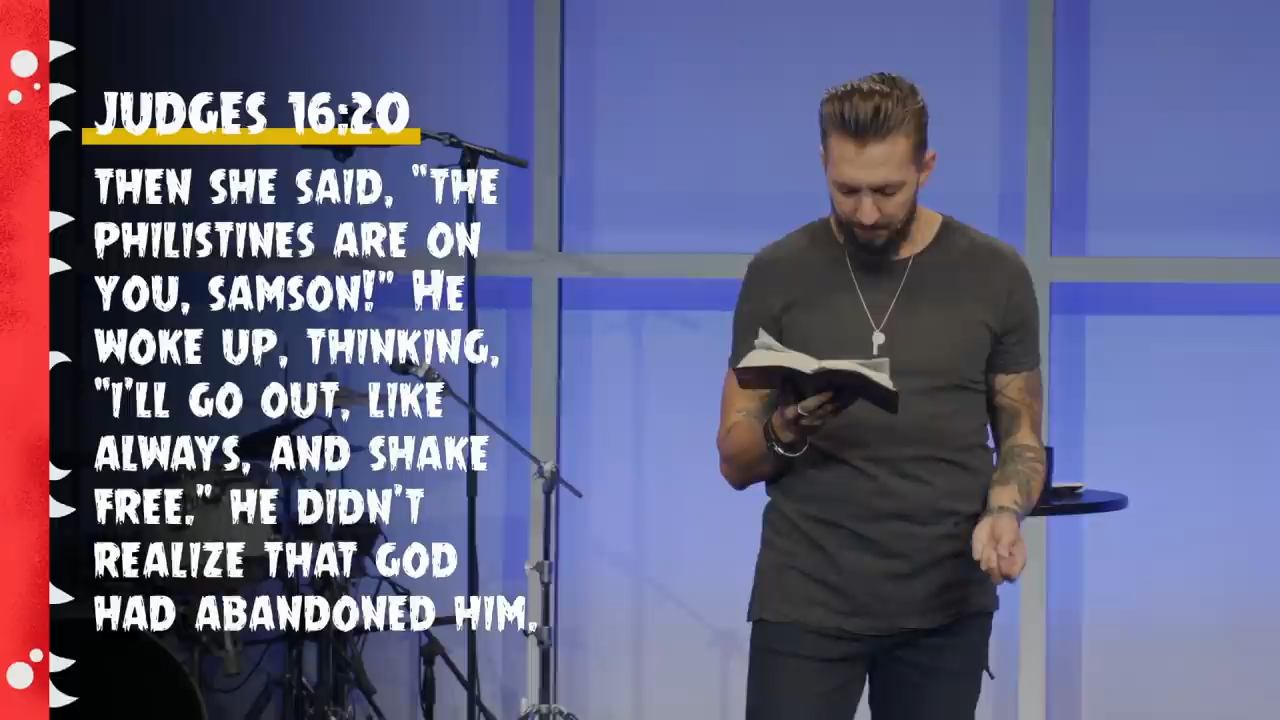 JUDGES 16:20
THEN SHE SAID, "THE
PHILISTINES ARE ON
YOU, SAMSON!" HE
WOKE UP, THINKING,
"I'LL GO OUT, LIKE
ALWAYS, AND SHAKE
FREE." HE DIDN'T
REALIZE THAT GOD
HAD ABANDONED HIM.